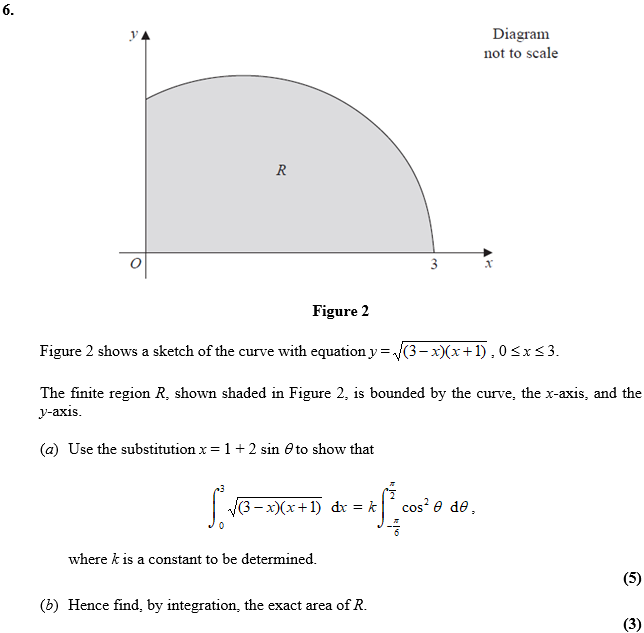 6.
y
Diagram
not to scale
R
O
3
x
Figure 2
Figure 2 shows a sketch of the curve with equation y = √((3 – x)(x + 1)) , 0 ≤ x ≤ 3.
The finite region R, shown shaded in Figure 2, is bounded by the curve, the x-axis, and the
y-axis.
(a) Use the substitution x = 1 + 2 sin θ to show that
∫₀³ √((3 – x)(x + 1)) dx = k ∫_{-π/6}^{π/2} cos² θ dθ ,
where k is a constant to be determined.
(5)
(b) Hence find, by integration, the exact area of R.
(3)